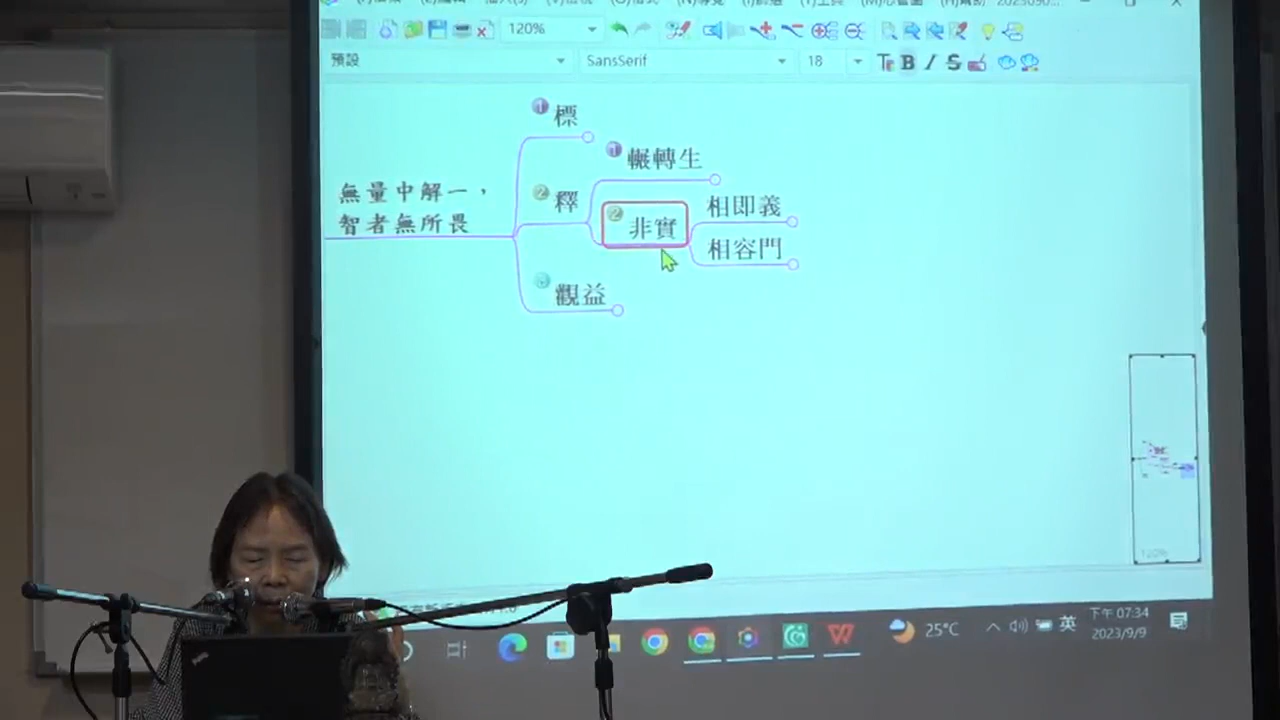 120%
預設
SansSerif
18
標
輾轉生
無量中解一，
智者無所畏
釋
非實
相即義
相容門
觀益
120%
25°C
英
下午 07:34
2023/9/9